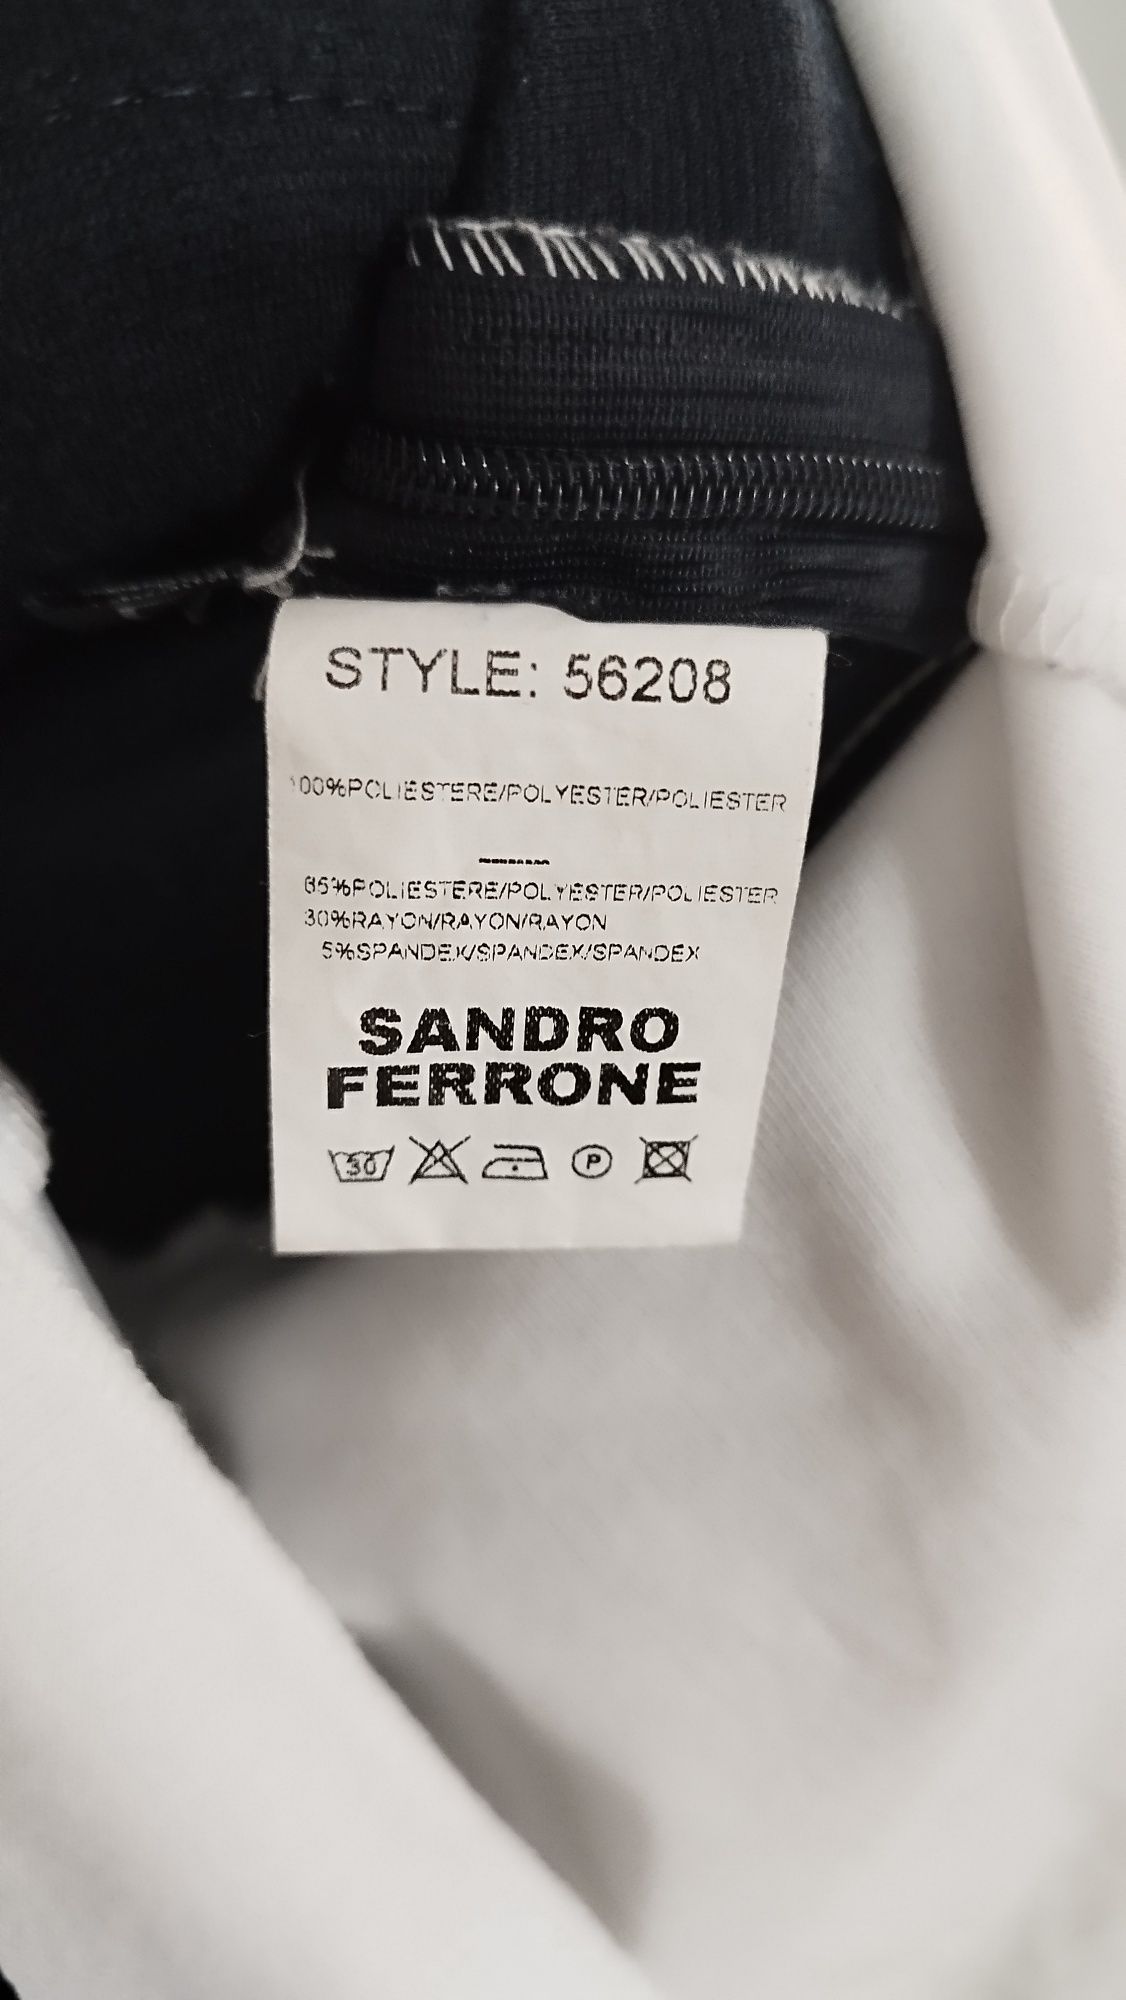 STYLE: 56208
100%POLIESTERE/POLYESTER/POLIESTER
65%POLIESTERE/POLYESTER/POLIESTER
30%RAYON/RAYON/RAYON
5%SPANDEX/SPANDEX/SPANDEX
SANDRO
FERRONE
30 P